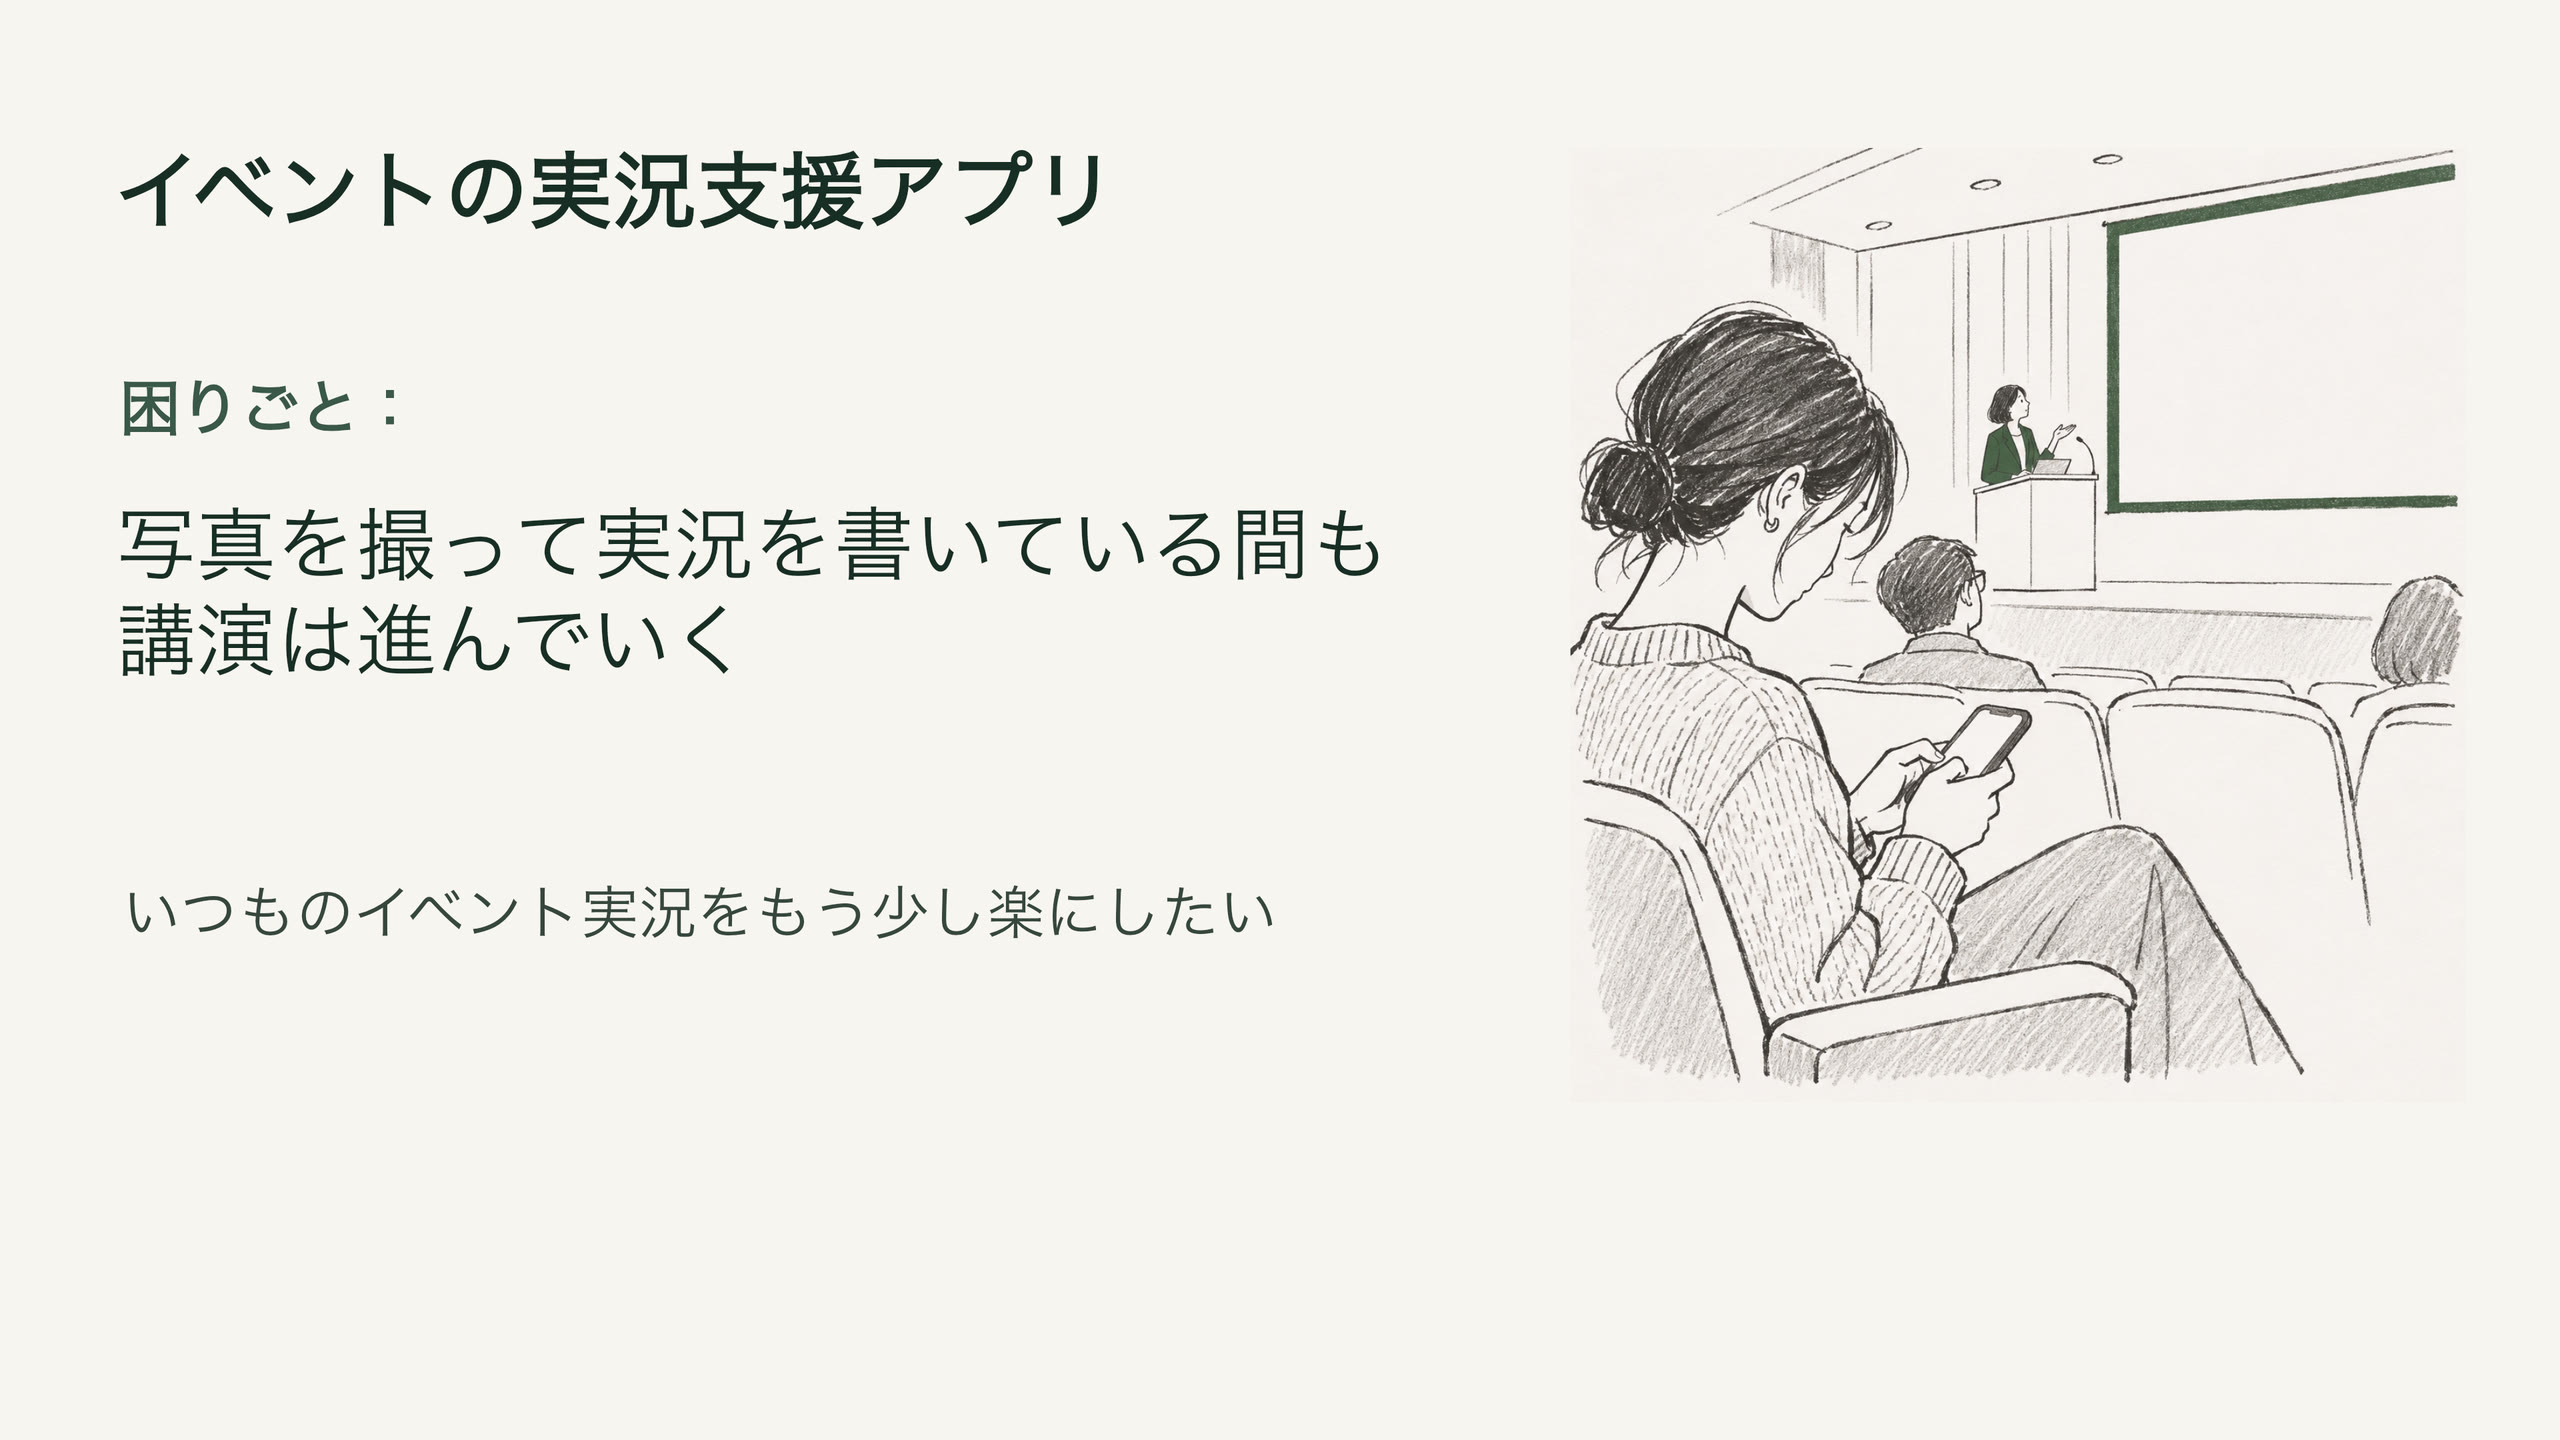 イベントの実況支援アプリ
困りごと：
写真を撮って実況を書いている間も
講演は進んでいく
いつものイベント実況をもう少し楽にしたい